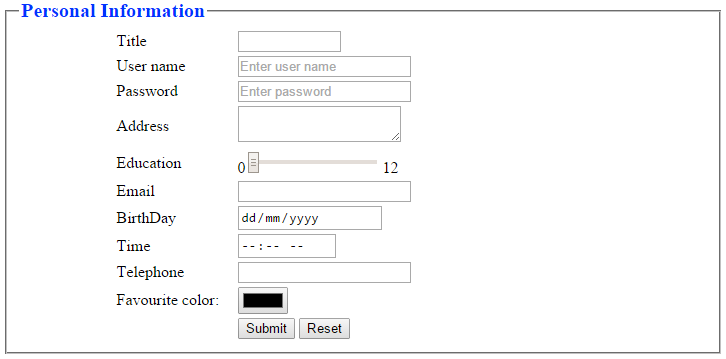 Personal Information
Title
User name Enter user name
Password Enter password
Address
Education 0 12
Email
BirthDay dd/mm/yyyy
Time --:-- --
Telephone
Favourite color:
Submit Reset